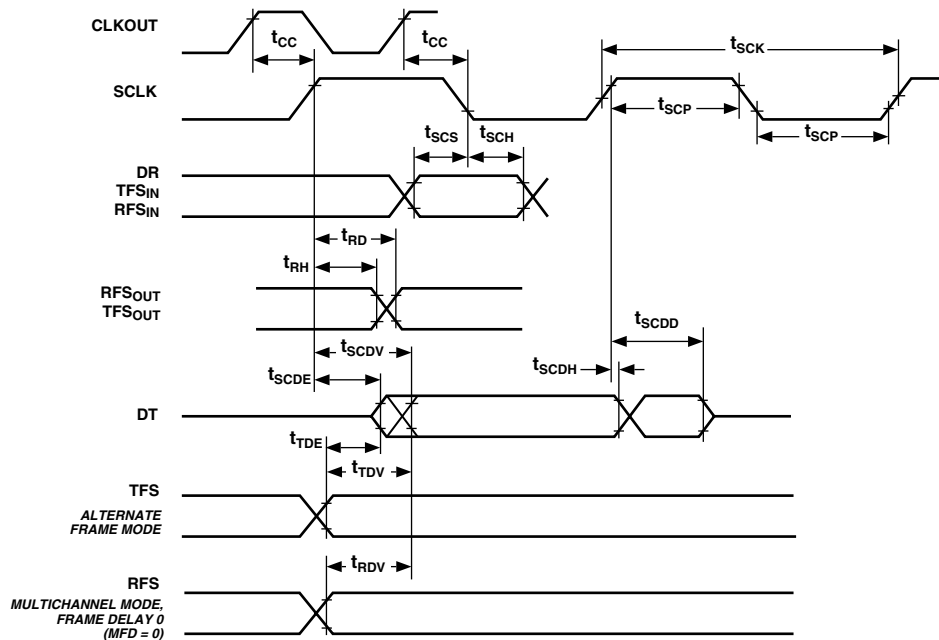 CLKOUT
tCC
tCC
tSCK
SCLK
tSCP
tSCP
tSCS
tSCH
DR
TFSIN
RFSIN
tRD
tRH
RFSOUT
TFSOUT
tSCDD
tSCDV
tSCDH
tSCDE
DT
tTDE
tTDV
TFS
ALTERNATE
FRAME MODE
tRDV
RFS
MULTICHANNEL MODE,
FRAME DELAY 0
(MFD = 0)